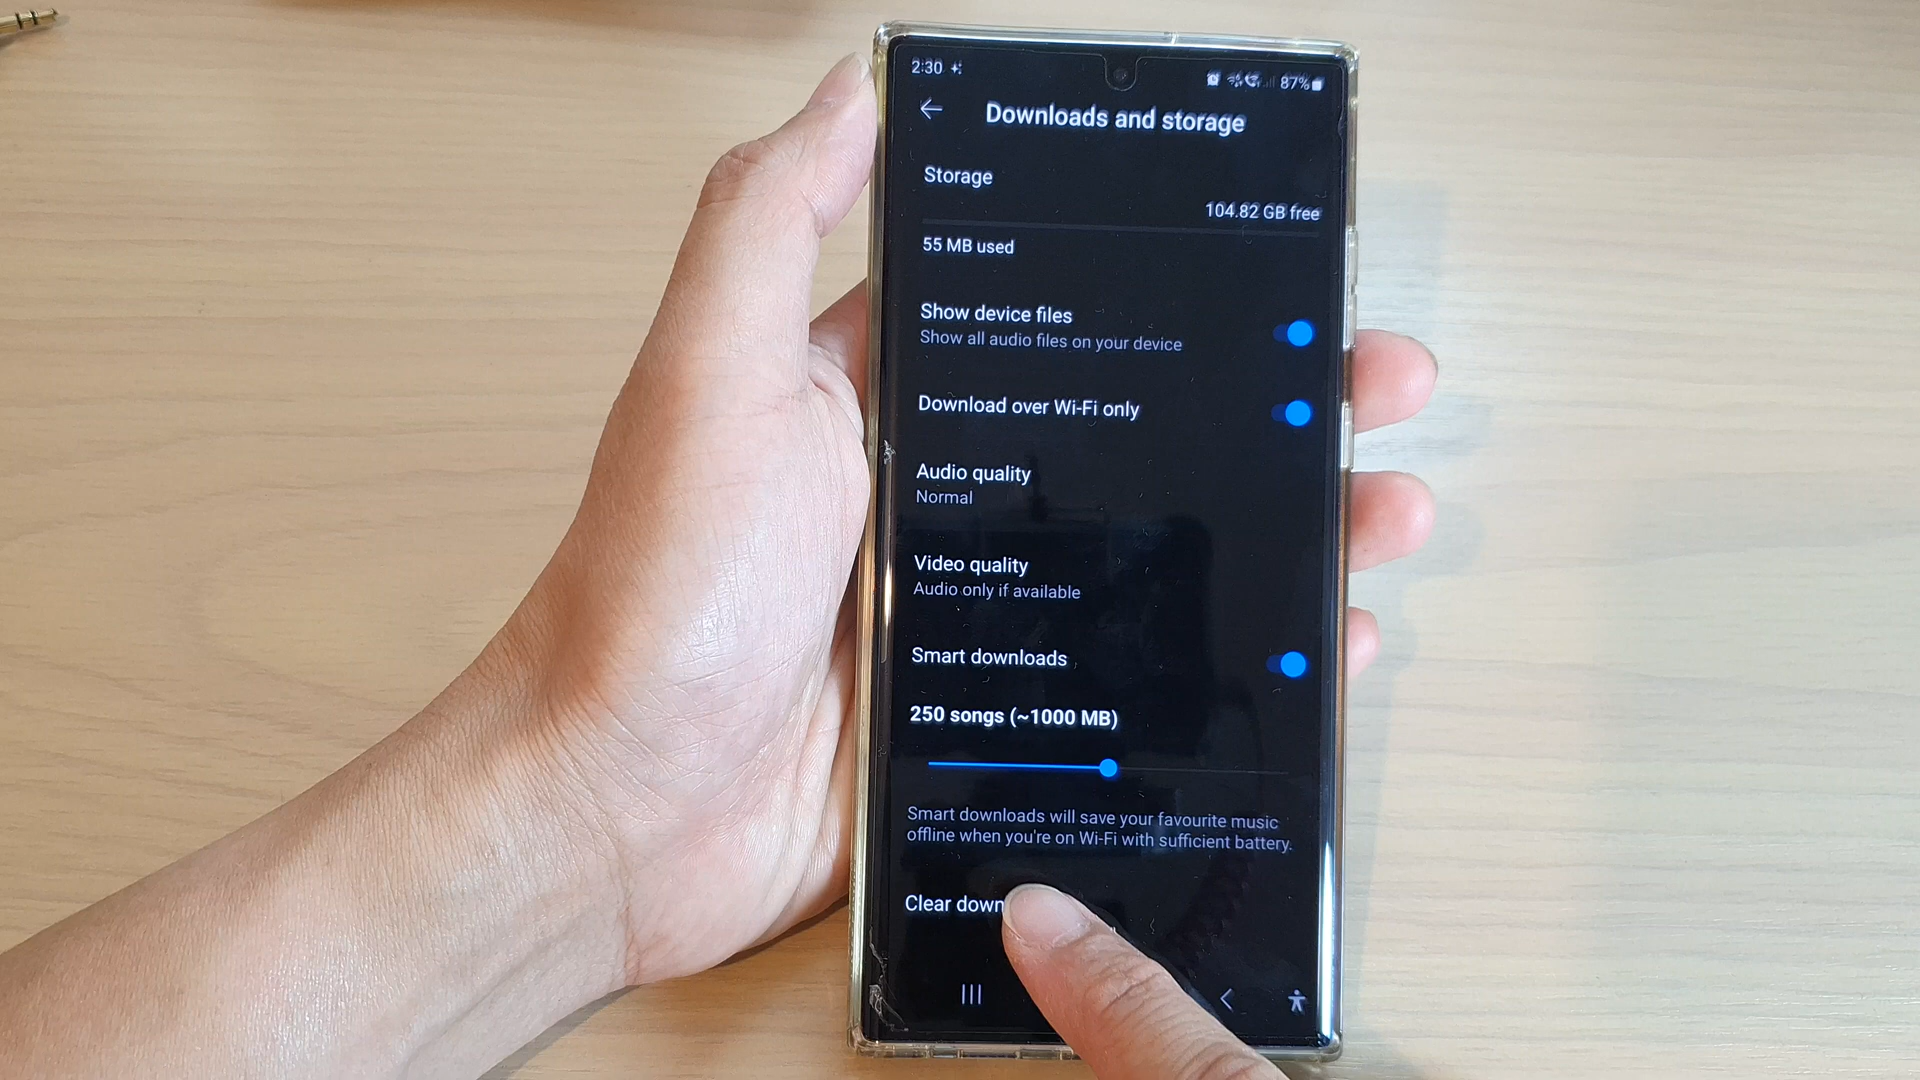 2:30
87%
Downloads and storage
Storage
104.82 GB free
55 MB used
Show device files
Show all audio files on your device
Download over Wi-Fi only
Audio quality
Normal
Video quality
Audio only if available
Smart downloads
250 songs (~1000 MB)
Smart downloads will save your favourite music
offline when you're on Wi-Fi with sufficient battery.
Clear down